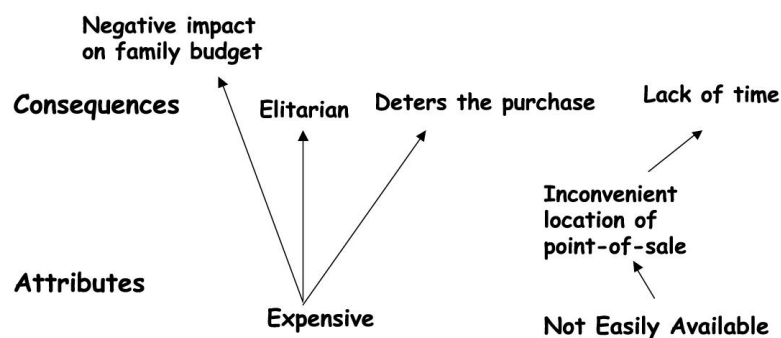 Negative impact
on family budget
Consequences
Elitarian
Deters the purchase
Lack of time
Inconvenient
location of
point-of-sale
Attributes
Expensive
Not Easily Available